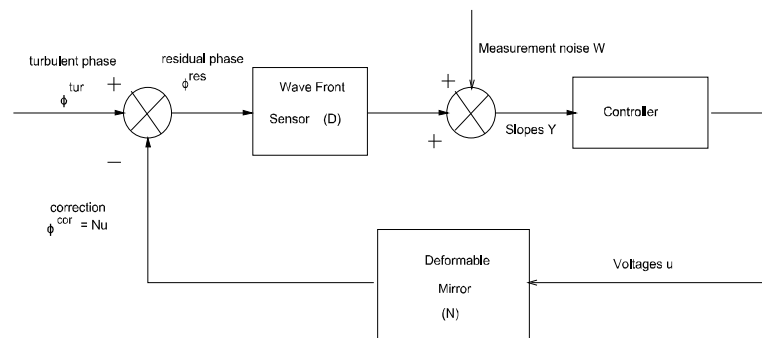 turbulent phase
ϕ tur
+
−
residual phase
ϕ res
Wave Front
Sensor (D)
+
+
Measurement noise W
Slopes Y
Controller
correction
ϕ cor = Nu
Deformable
Mirror
(N)
Voltages u